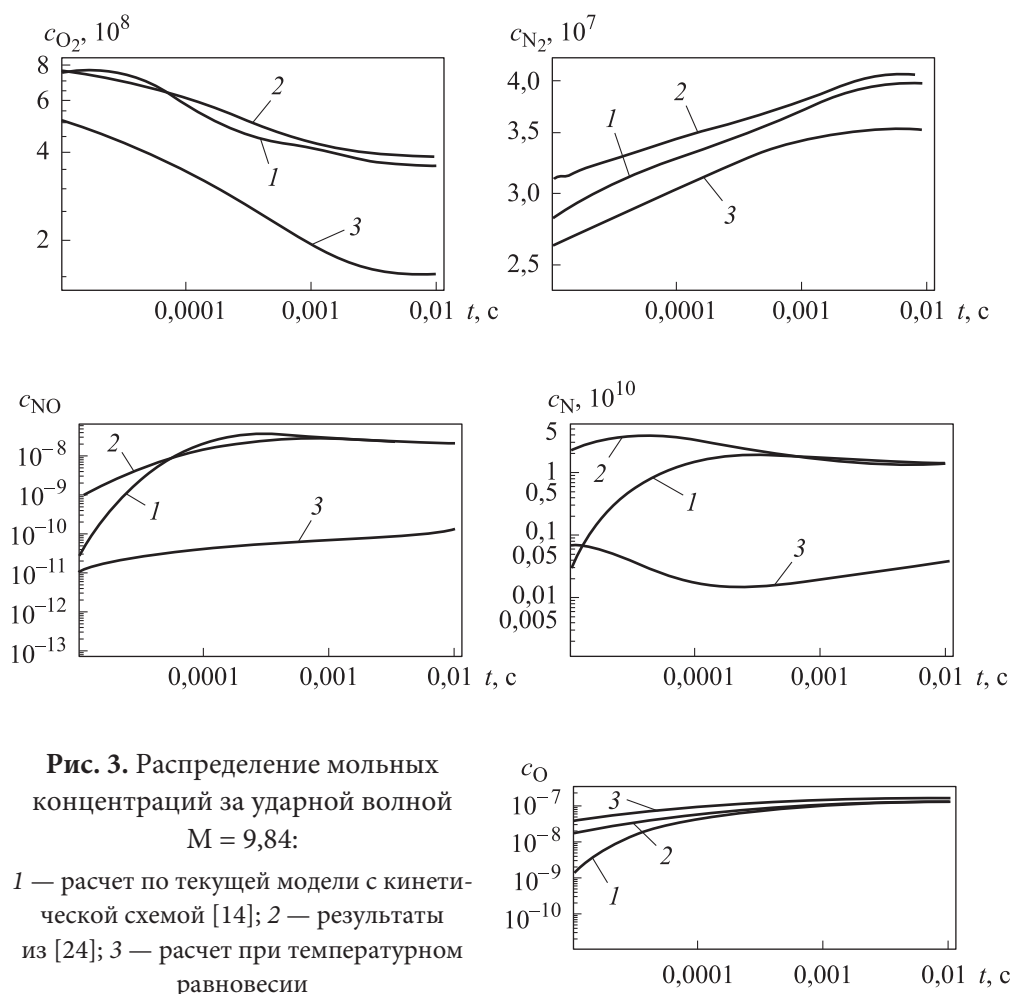 c_O₂, 10⁸
8
6
4
2
1
2
3
0,0001 0,001 0,01 t, с
c_N₂, 10⁷
4,0
3,5
3,0
2,5
1
2
3
0,0001 0,001 0,01 t, с
c_NO
10⁻⁸
10⁻⁹
10⁻¹⁰
10⁻¹¹
10⁻¹²
10⁻¹³
2
1
3
0,0001 0,001 0,01 t, с
c_N, 10¹⁰
5
1
0,5
0,1
0,05
0,01
0,005
2
1
3
0,0001 0,001 0,01 t, с
Рис. 3. Распределение мольных
концентраций за ударной волной
М = 9,84:
1 — расчет по текущей модели с кинети-
ческой схемой [14]; 2 — результаты
из [24]; 3 — расчет при температурном
равновесии
c_O
10⁻⁷
10⁻⁸
10⁻⁹
10⁻¹⁰
3
2
1
0,0001 0,001 0,01 t, с